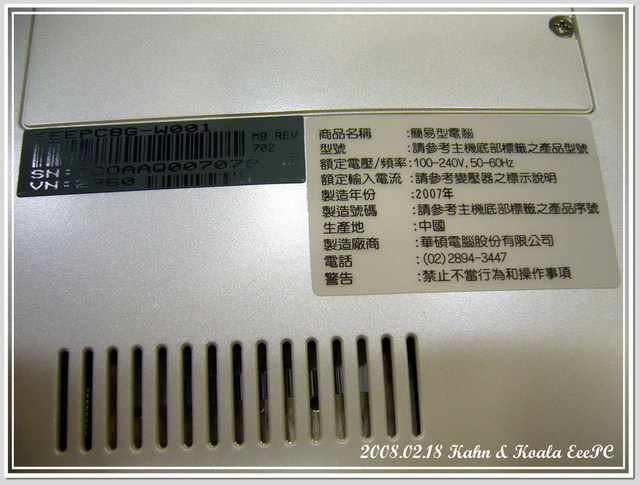 EEEPC8G-W001
MB REV
702
SN
VN
商品名稱 :簡易型電腦
型號 :請參考主機底部標籤之產品型號
額定電壓/頻率:100-240V,50-60Hz
額定輸入電流 :請參考變壓器之標示說明
製造年份 :2007年
製造號碼 :請參考主機底部標籤之產品序號
生產地 :中國
製造廠商 :華碩電腦股份有限公司
電話 :(02)2894-3447
警告 :禁止不當行為和操作事項
2008.02.18 Kahn & Koala EeePC